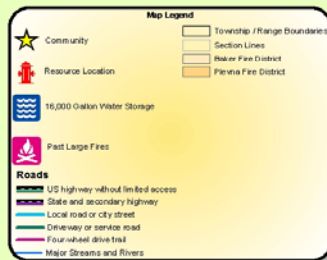 Map Legend
Community
Resource Location
16,000 Gallon Water Storage
Past Large Fires
Township / Range Boundaries
Section Lines
Baker Fire District
Plevna Fire District
Roads
US highway without limited access
State and secondary highway
Local road or city street
Driveway or service road
Four-wheel drive trail
Major Streams and Rivers